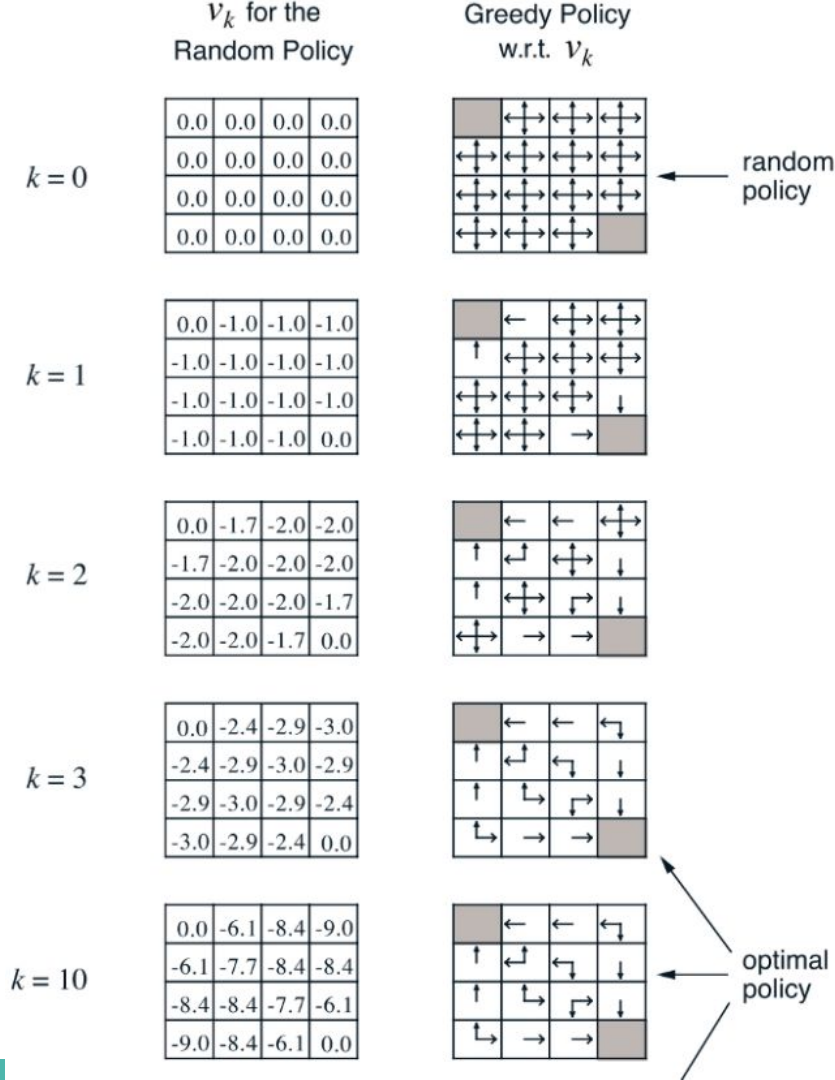 vk for the
Random Policy
Greedy Policy
w.r.t. vk
k = 0
0.0 0.0 0.0 0.0
0.0 0.0 0.0 0.0
0.0 0.0 0.0 0.0
0.0 0.0 0.0 0.0
random
policy
k = 1
0.0 -1.0 -1.0 -1.0
-1.0 -1.0 -1.0 -1.0
-1.0 -1.0 -1.0 -1.0
-1.0 -1.0 -1.0 0.0
k = 2
0.0 -1.7 -2.0 -2.0
-1.7 -2.0 -2.0 -2.0
-2.0 -2.0 -2.0 -1.7
-2.0 -2.0 -1.7 0.0
k = 3
0.0 -2.4 -2.9 -3.0
-2.4 -2.9 -3.0 -2.9
-2.9 -3.0 -2.9 -2.4
-3.0 -2.9 -2.4 0.0
k = 10
0.0 -6.1 -8.4 -9.0
-6.1 -7.7 -8.4 -8.4
-8.4 -8.4 -7.7 -6.1
-9.0 -8.4 -6.1 0.0
optimal
policy